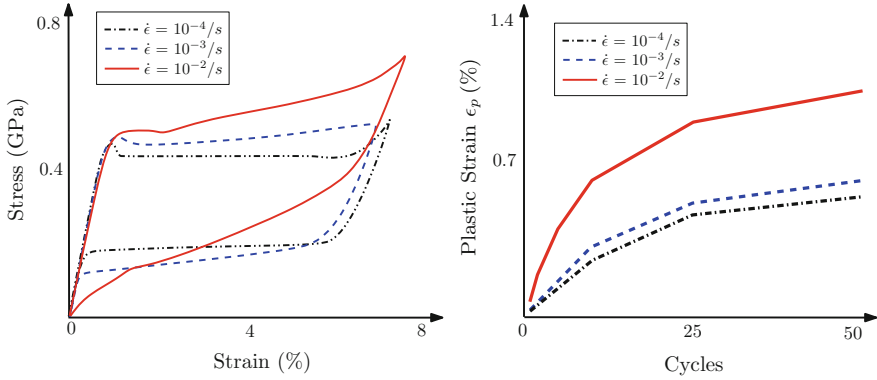 0.8
ε̇ = 10⁻⁴/s
ε̇ = 10⁻³/s
ε̇ = 10⁻²/s
Stress (GPa)
0.4
0
0
4
8
Strain (%)
1.4
ε̇ = 10⁻⁴/s
ε̇ = 10⁻³/s
ε̇ = 10⁻²/s
Plastic Strain εₚ (%)
0.7
0
0
25
50
Cycles